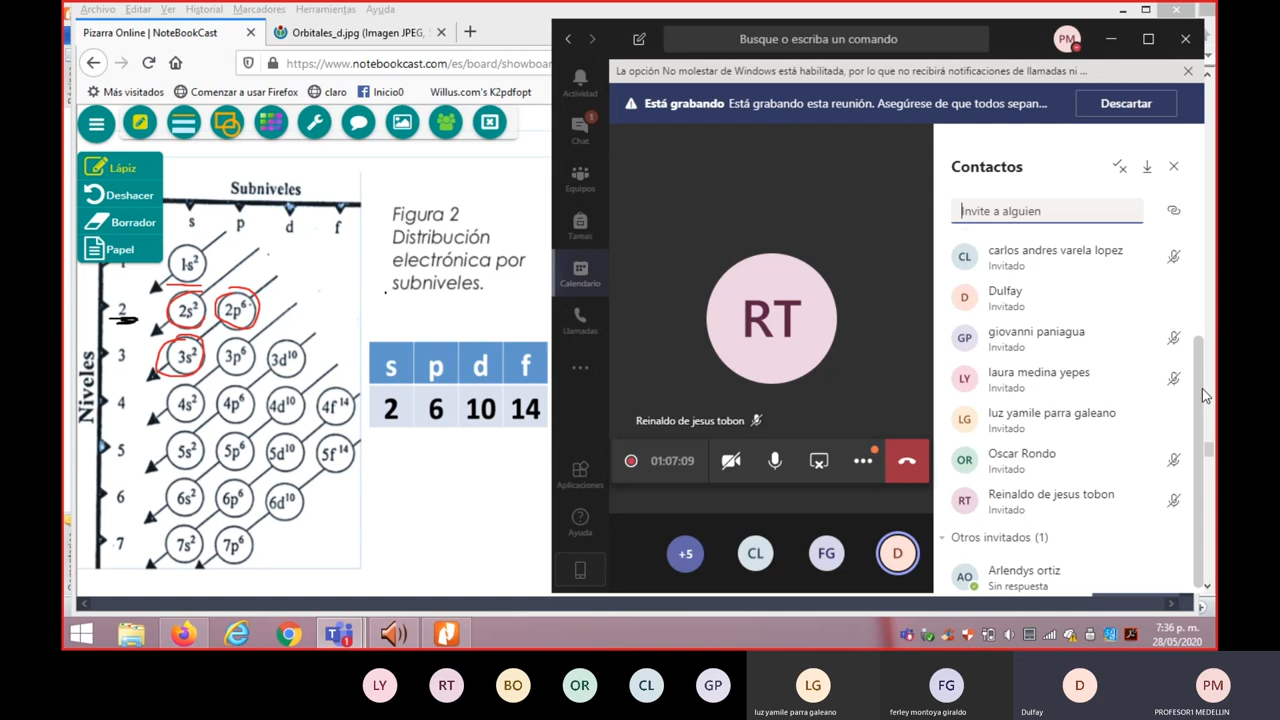 Archivo Editar Ver Historial Marcadores Herramientas Ayuda
Pizarra Online | NoteBookCast
Orbitales_d.jpg (Imagen JPEG,
https://www.notebookcast.com/es/board/showboa
Más visitados Comenzar a usar Firefox claro Inicio0 Willus.com's K2pdfopt
Lápiz
Deshacer
Borrador
Papel
Subniveles
s p d f
1s²
2 2s² 2p⁶
3 3s² 3p⁶ 3d¹⁰
4 4s² 4p⁶ 4d¹⁰ 4f¹⁴
5 5s² 5p⁶ 5d¹⁰ 5f¹⁴
6 6s² 6p⁶ 6d¹⁰
7 7s² 7p⁶
Niveles
Figura 2
Distribución
electrónica por
subniveles.
s p d f
2 6 10 14
Busque o escriba un comando
PM
La opción No molestar de Windows está habilitada, por lo que no recibirá notificaciones de llamadas ni ...
Está grabando Está grabando esta reunión. Asegúrese de que todos sepan...
Descartar
Actividad
1
Chat
Equipos
Tareas
Calendario
Llamadas
Aplicaciones
Ayuda
RT
Reinaldo de jesus tobon
01:07:09
+5 CL FG D
Contactos
Invite a alguien
CL carlos andres varela lopez
Invitado
D Dulfay
Invitado
GP giovanni paniagua
Invitado
LY laura medina yepes
Invitado
LG luz yamile parra galeano
Invitado
OR Oscar Rondo
Invitado
RT Reinaldo de jesus tobon
Invitado
Otros invitados (1)
AO Arlendys ortiz
Sin respuesta
7:36 p. m.
28/05/2020
LY RT BO OR CL GP LG FG D PM
luz yamile parra galeano
ferley montoya giraldo
Dulfay
PROFESOR1 MEDELLIN